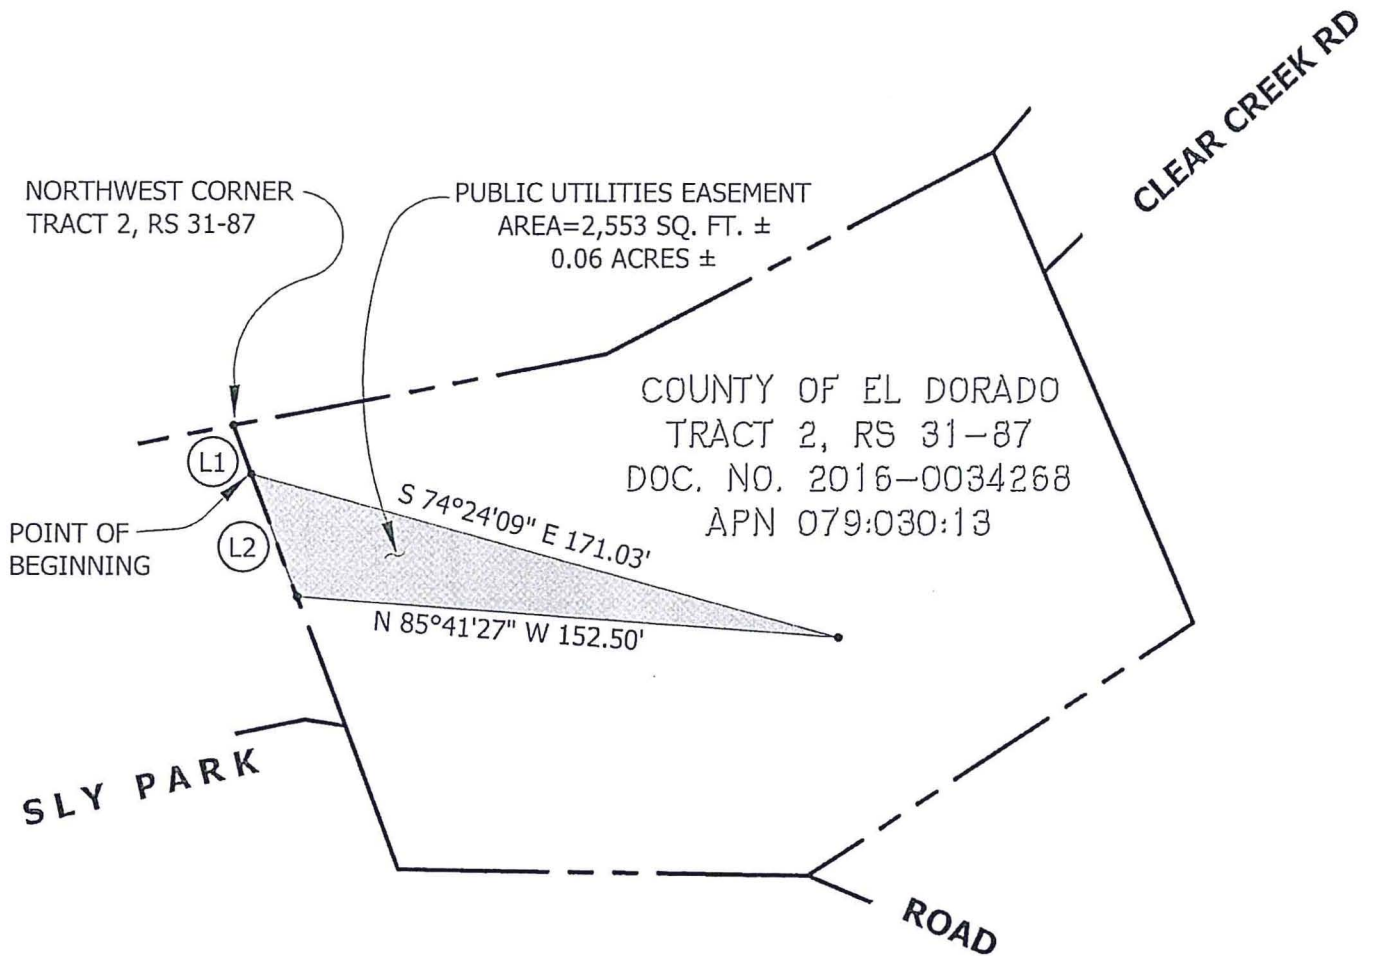 CLEAR CREEK RD
NORTHWEST CORNER
TRACT 2, RS 31-87
PUBLIC UTILITIES EASEMENT
AREA=2,553 SQ. FT. ±
0.06 ACRES ±
COUNTY OF EL DORADO
TRACT 2, RS 31-87
DOC. NO. 2016-0034268
APN 079:030:13
L1
S 74°24'09" E 171.03'
POINT OF
BEGINNING
L2
N 85°41'27" W 152.50'
SLY PARK
ROAD